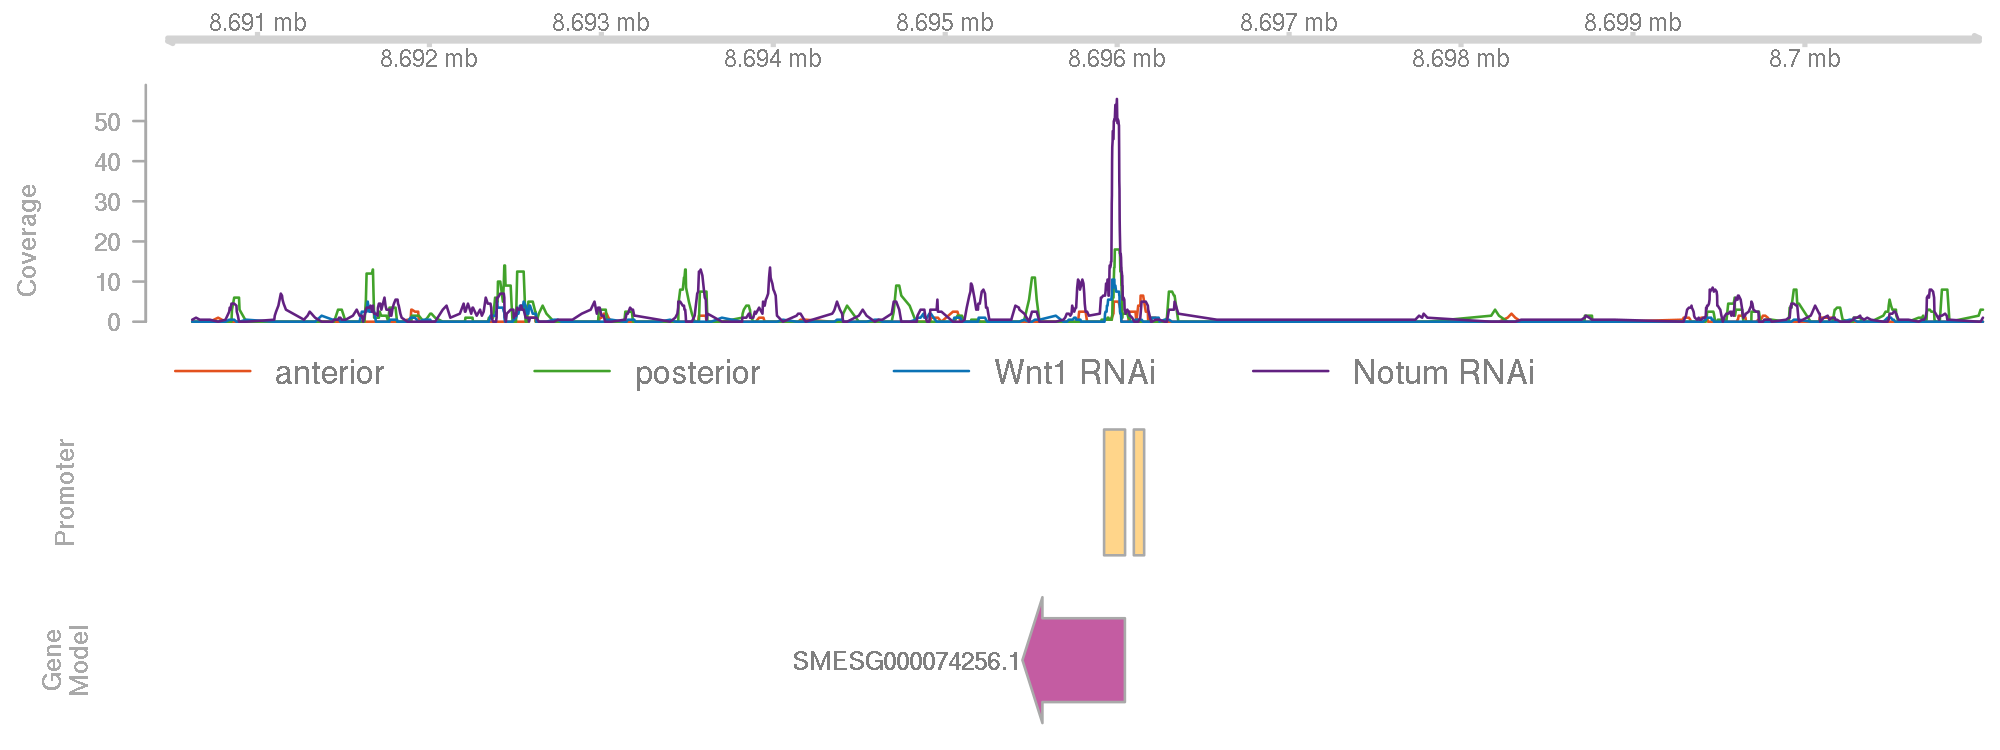 8.691 mb 8.693 mb 8.695 mb 8.697 mb 8.699 mb
8.692 mb 8.694 mb 8.696 mb 8.698 mb 8.7 mb
Coverage
50
40
30
20
10
0
anterior posterior Wnt1 RNAi Notum RNAi
Promoter
Gene
Model
SMESG000074256.1